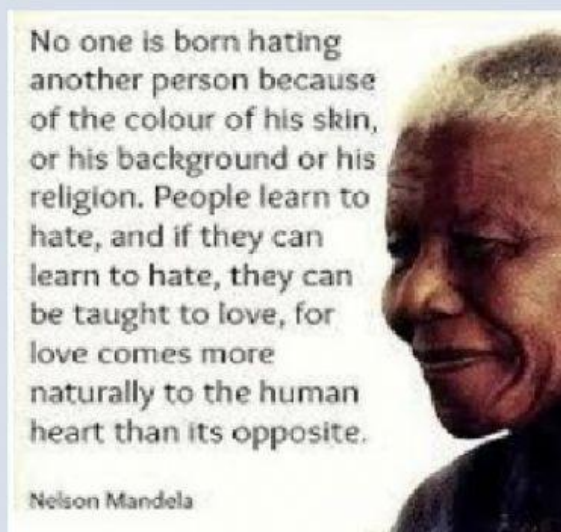 No one is born hating
another person because
of the colour of his skin,
or his background or his
religion. People learn to
hate, and if they can
learn to hate, they can
be taught to love, for
love comes more
naturally to the human
heart than its opposite.
Nelson Mandela